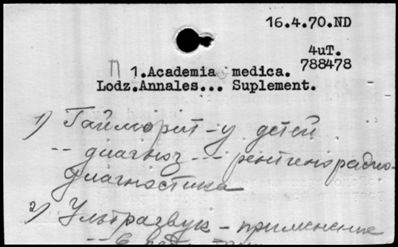 16.4.70.ND
4uT.
788478
П 1.Academia medica.
Lodz.Annales... Suplement.
1) Гайморит - у детей
-- диагноз -- рентгенрадио-
диагностика
2) Ультразвук - применение
-- в